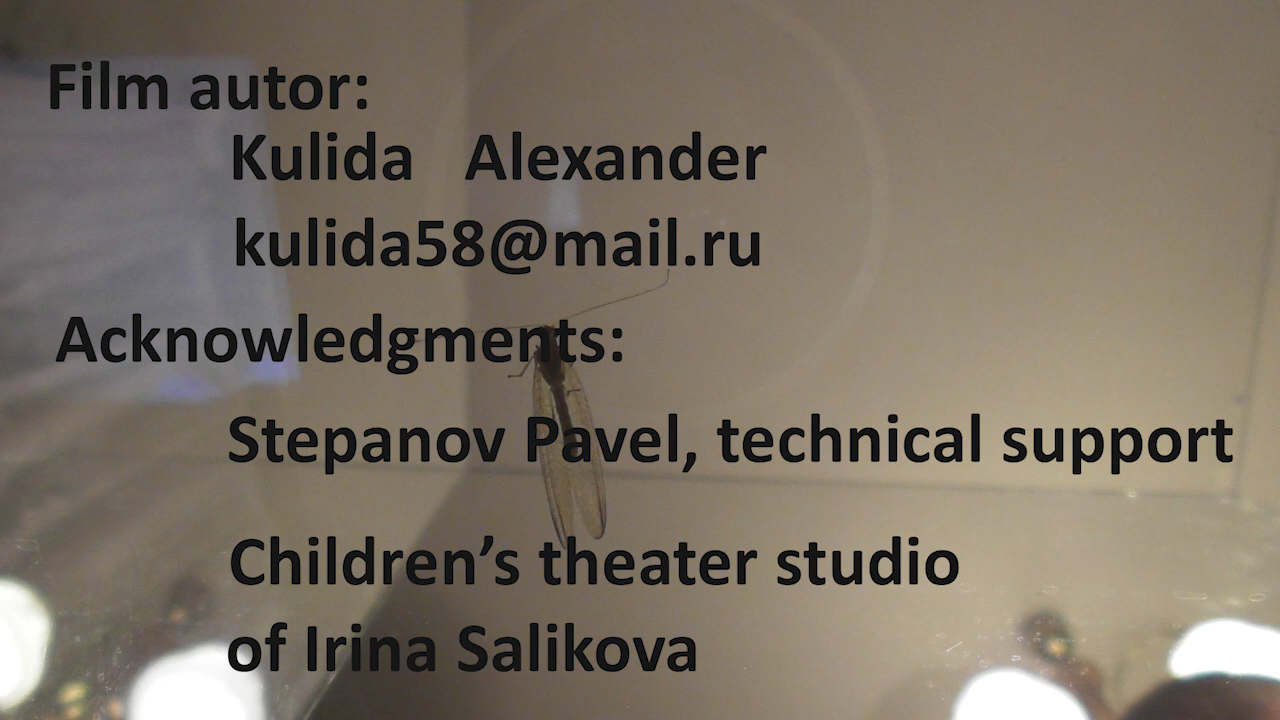 Film autor:
Kulida Alexander
kulida58@mail.ru
Acknowledgments:
Stepanov Pavel, technical support
Children’s theater studio
of Irina Salikova